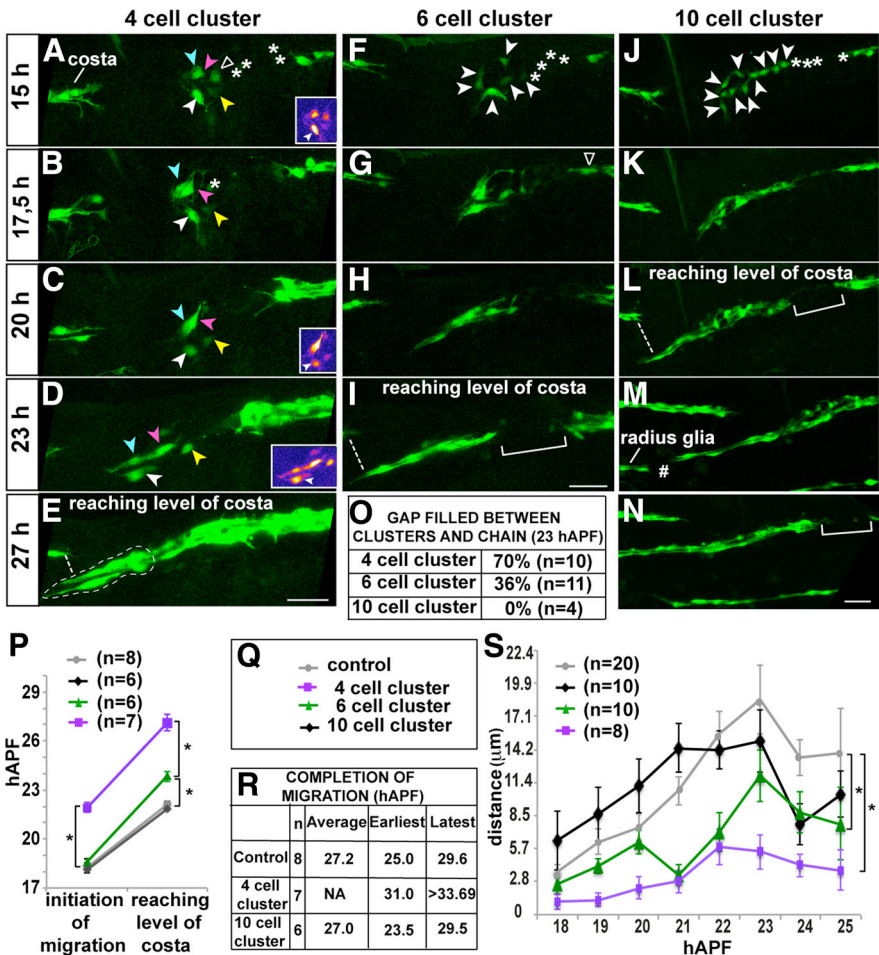 4 cell cluster
6 cell cluster
10 cell cluster
15 h
A
costa
*
*
*
*
F
*
*
*
*
J
***
*
17,5 h
B
*
G
K
20 h
C
H
L
reaching level of costa
23 h
D
I
reaching level of costa
M
radius glia
#
27 h
E
reaching level of costa
N
O
GAP FILLED BETWEEN
CLUSTERS AND CHAIN (23 hAPF)
4 cell cluster 70% (n=10)
6 cell cluster 36% (n=11)
10 cell cluster 0% (n=4)
P
(n=8)
(n=6)
(n=6)
(n=7)
hAPF
29
27
25
23
22
20
18
17
*
*
*
initiation
of
migration
reaching
level of
costa
Q
control
4 cell cluster
6 cell cluster
10 cell cluster
R
COMPLETION OF
MIGRATION (hAPF)
n Average Earliest Latest
Control 8 27.2 25.0 29.6
4 cell
cluster 7 NA 31.0 >33.69
10 cell
cluster 6 27.0 23.5 29.5
S
(n=20)
(n=10)
(n=10)
(n=8)
distance (μm)
22.4
19.9
17.1
14.2
11.4
8.5
5.7
2.8
0
*
*
18 19 20 21 22 23 24 25
hAPF